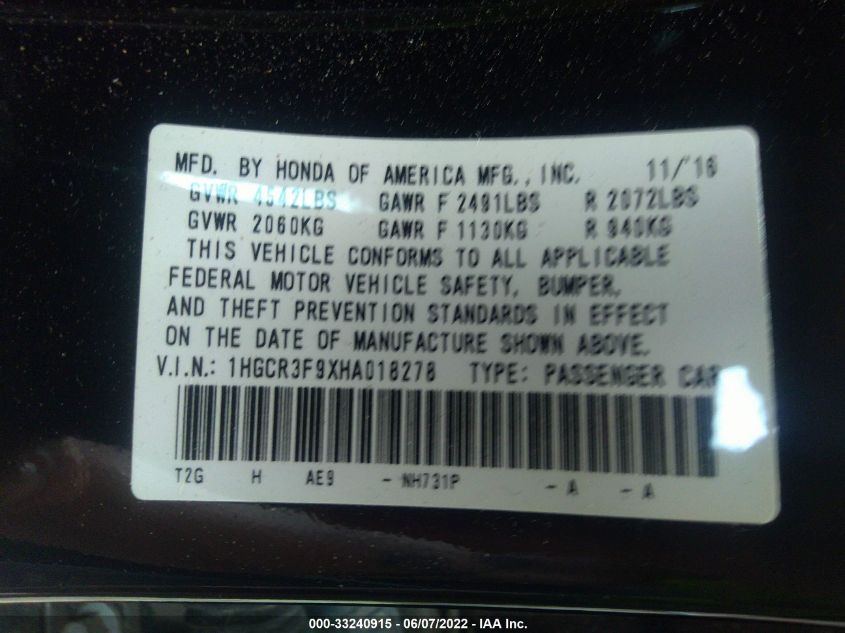 MFD. BY HONDA OF AMERICA MFG., INC. 11/'16
GVWR 4542LBS GAWR F 2491LBS R 2072LBS
GVWR 2060KG GAWR F 1130KG R 940KG
THIS VEHICLE CONFORMS TO ALL APPLICABLE
FEDERAL MOTOR VEHICLE SAFETY, BUMPER,
AND THEFT PREVENTION STANDARDS IN EFFECT
ON THE DATE OF MANUFACTURE SHOWN ABOVE.
V.I.N.: 1HGCR3F9XHA018278 TYPE: PASSENGER CAR
T2G H AE9 - NH731P - A - A
000-33240915 - 06/07/2022 - IAA Inc.